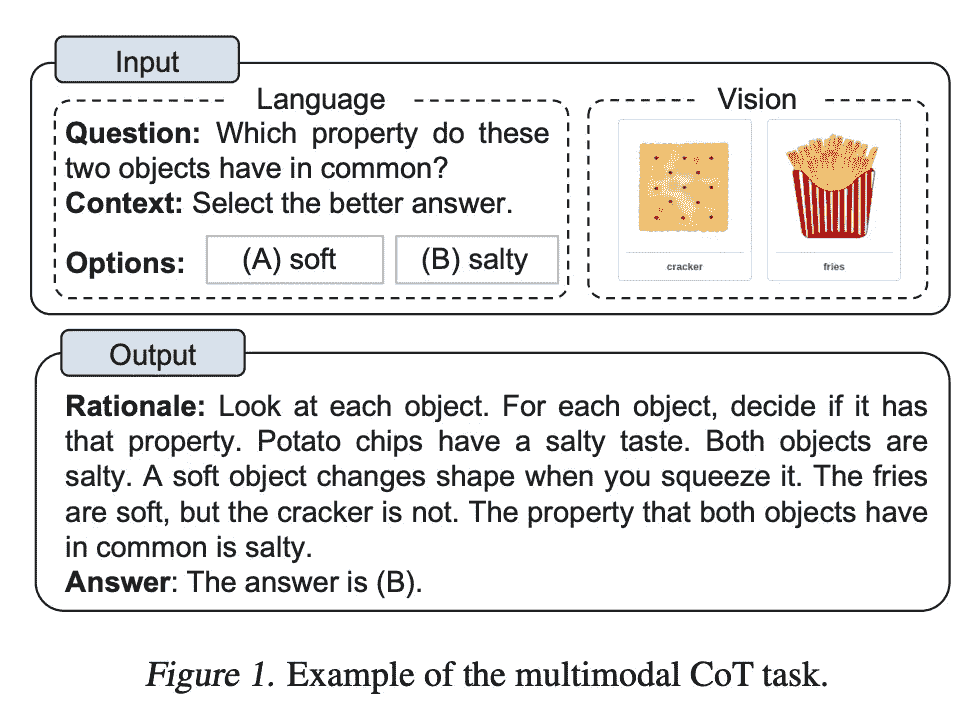 Input
Language
Question: Which property do these
two objects have in common?
Context: Select the better answer.
Options: (A) soft (B) salty
Vision
cracker
fries
Output
Rationale: Look at each object. For each object, decide if it has
that property. Potato chips have a salty taste. Both objects are
salty. A soft object changes shape when you squeeze it. The fries
are soft, but the cracker is not. The property that both objects have
in common is salty.
Answer: The answer is (B).
Figure 1. Example of the multimodal CoT task.